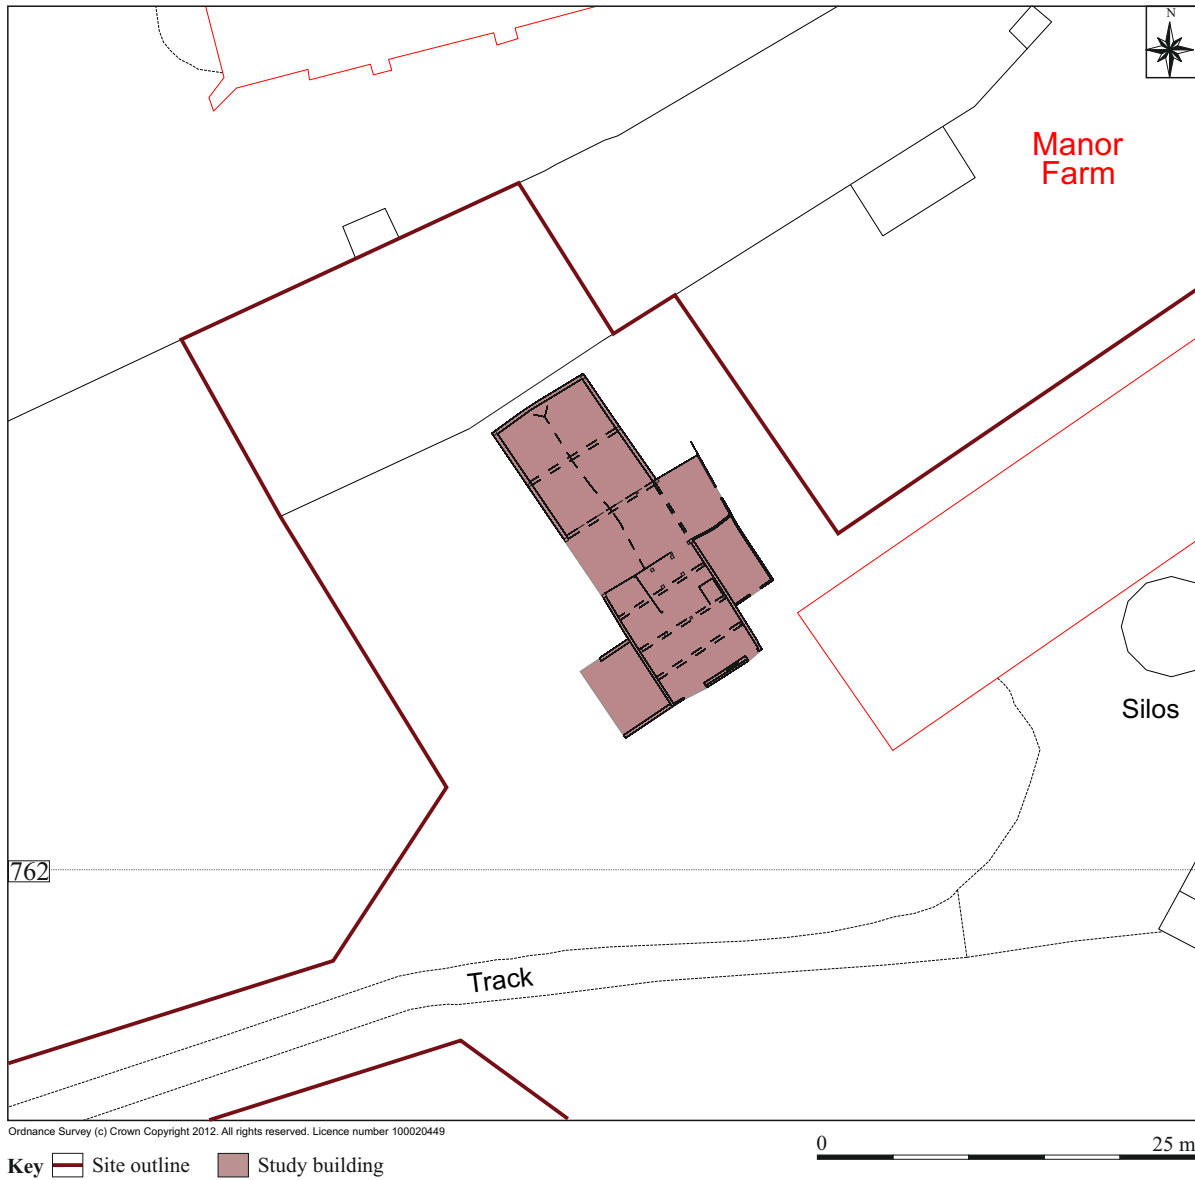 N
Manor
Farm
Silos
762
Track
Ordnance Survey (c) Crown Copyright 2012. All rights reserved. Licence number 100020449
Key Site outline Study building
0 25 m